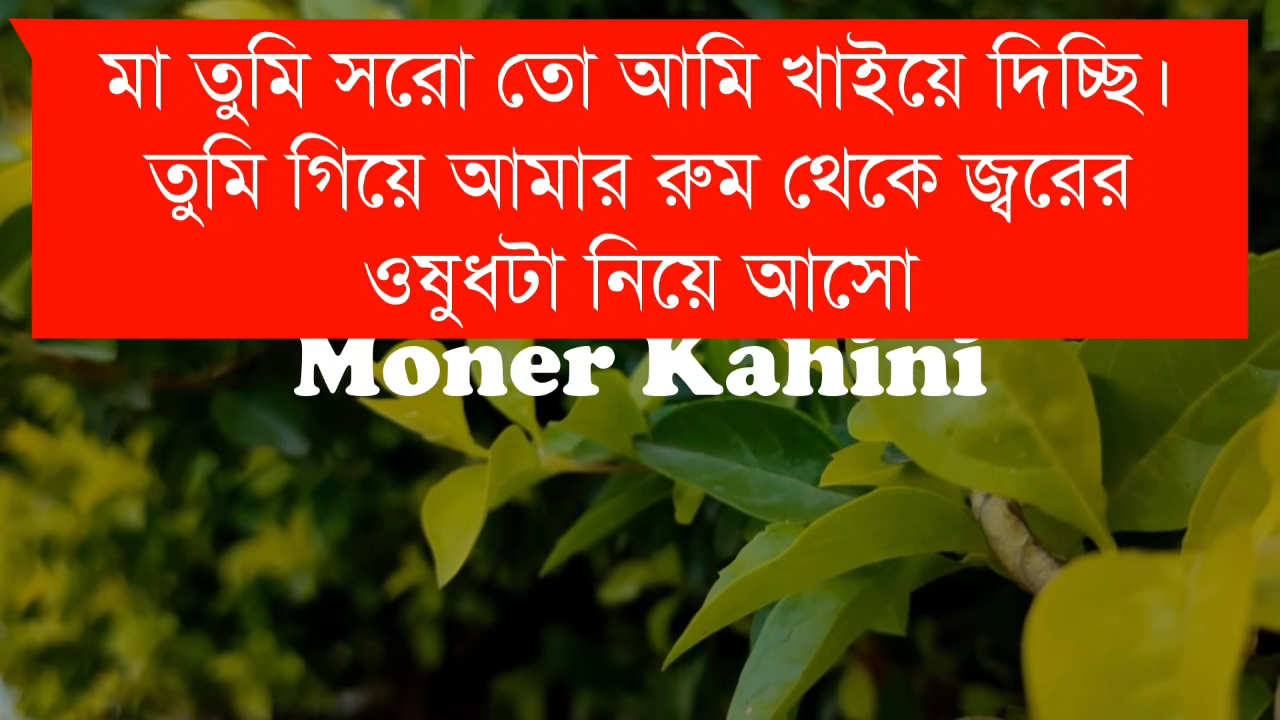 মা তুমি সরো তো আমি খাইয়ে দিচ্ছি।
তুমি গিয়ে আমার রুম থেকে জ্বরের
ওষুধটা নিয়ে আসো
Moner Kahini